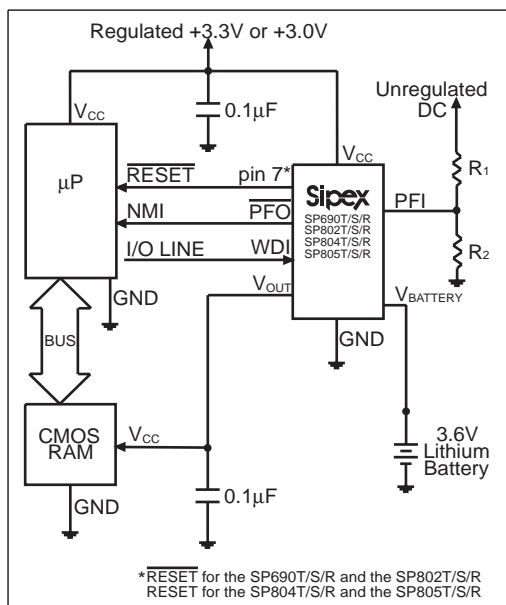 Regulated +3.3V or +3.0V
0.1µF
Unregulated
DC
VCC
VCC
R1
µP
RESET
pin 7*
Sipex
SP690T/S/R
SP802T/S/R
SP804T/S/R
SP805T/S/R
PFI
NMI
PFO
R2
I/O LINE
WDI
VOUT
VBATTERY
GND
GND
BUS
CMOS
RAM
VCC
3.6V
Lithium
Battery
GND
0.1µF
*RESET for the SP690T/S/R and the SP802T/S/R
RESET for the SP804T/S/R and the SP805T/S/R